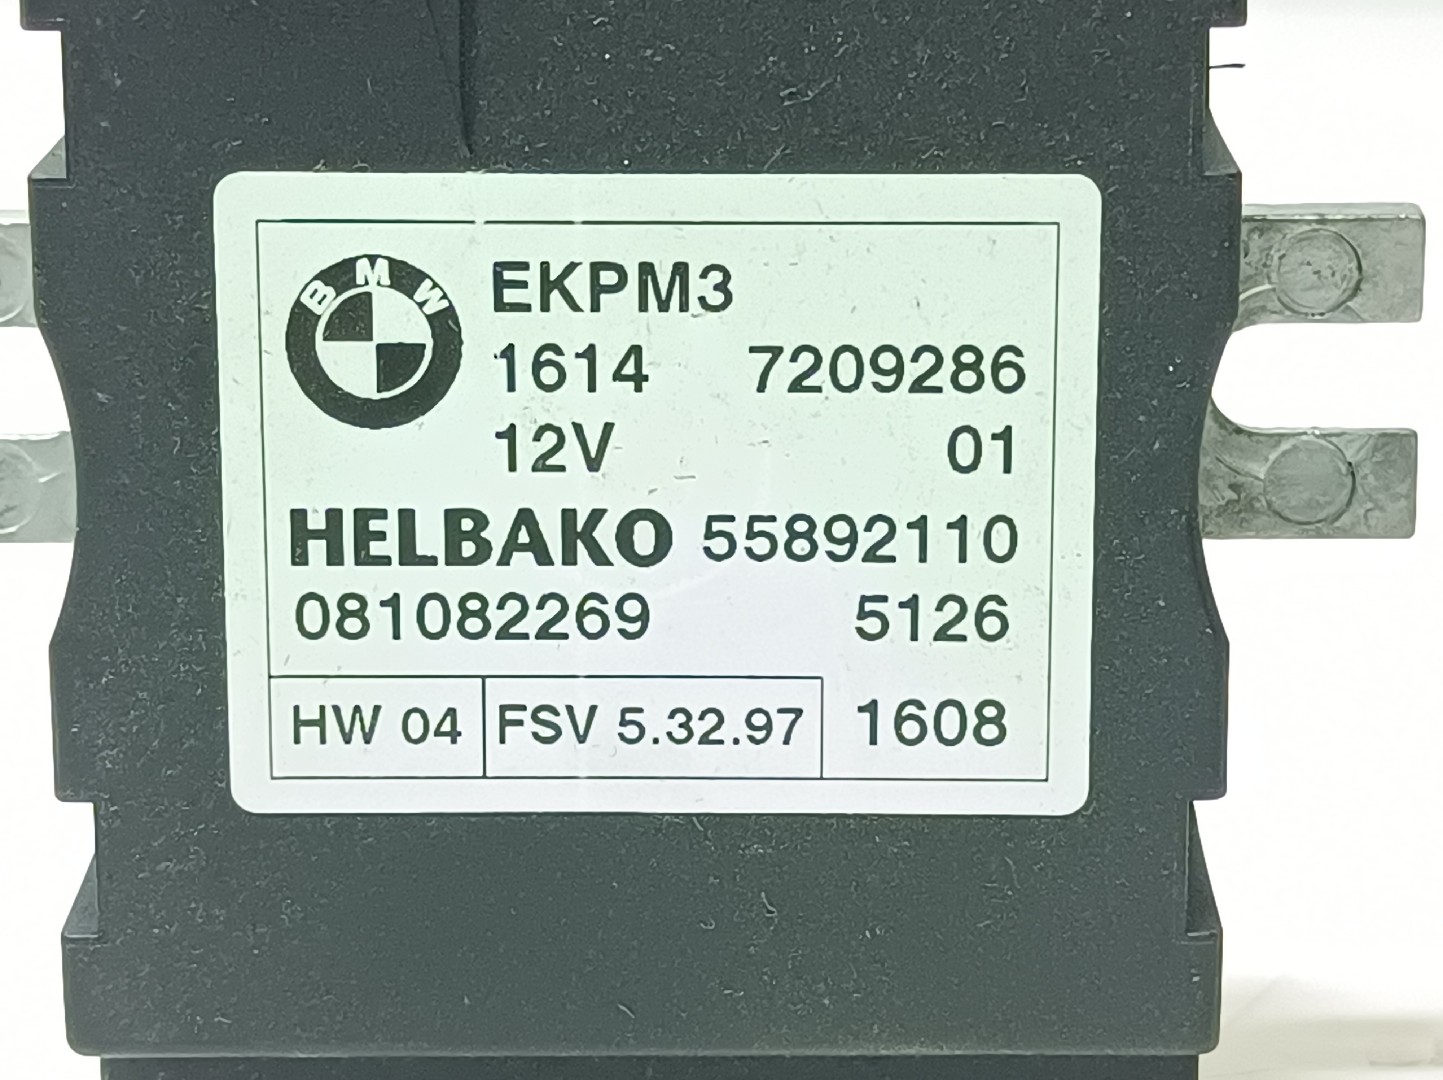 BMW
EKPM3
1614 7209286
12V 01
HELBAKO 55892110
081082269 5126
HW 04 FSV 5.32.97 1608